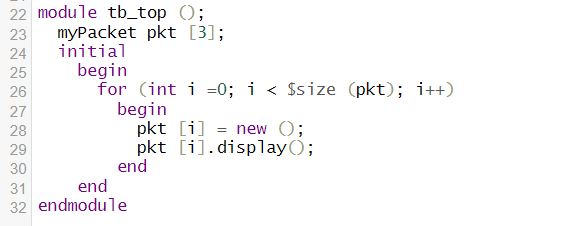 22 module tb_top ();
23 myPacket pkt [3];
24 initial
25 begin
26 for (int i =0; i < $size (pkt); i++)
27 begin
28 pkt [i] = new ();
29 pkt [i].display();
30 end
31 end
32 endmodule